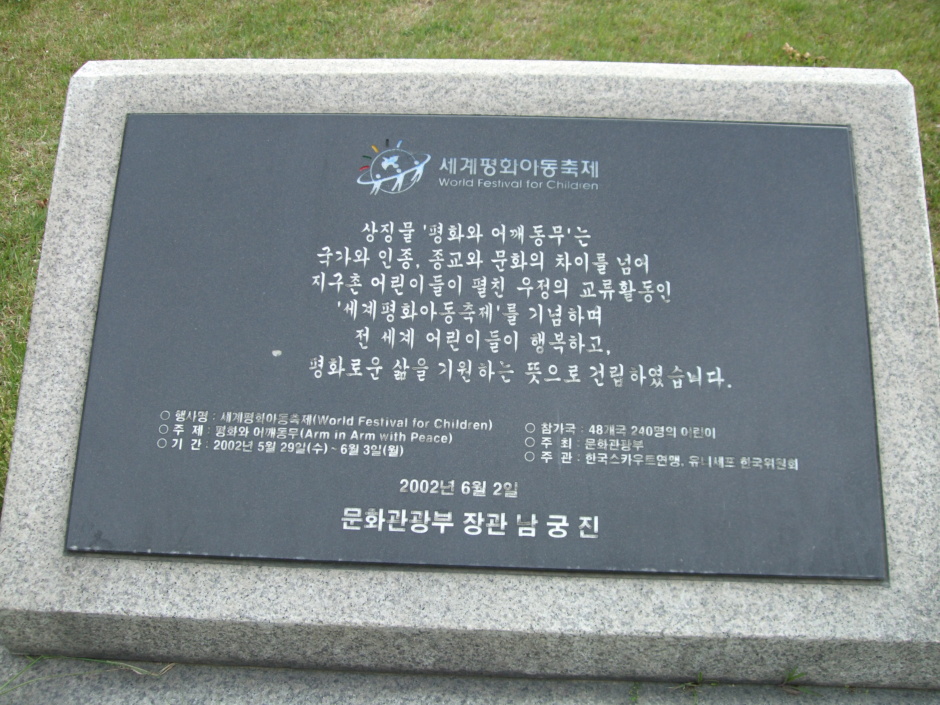 세계평화아동축제
World Festival for Children
상징물 '평화와 어깨동무'는
국가와 인종, 종교와 문화의 차이를 넘어
지구촌 어린이들이 펼친 우정의 교류활동인
'세계평화아동축제'를 기념하며
전 세계 어린이들이 행복하고,
평화로운 삶을 기원하는 뜻으로 건립하였습니다.
○ 행사명 : 세계평화아동축제(World Festival for Children)
○ 주 제 : 평화와 어깨동무(Arm in Arm with Peace)
○ 기 간 : 2002년 5월 29일(수) ~ 6월 3일(월)
○ 참가국 : 48개국 240명의 어린이
○ 주 최 : 문화관광부
○ 주 관 : 한국스카우트연맹, 유니세프 한국위원회
2002년 6월 2일
문화관광부 장관 남 궁 진